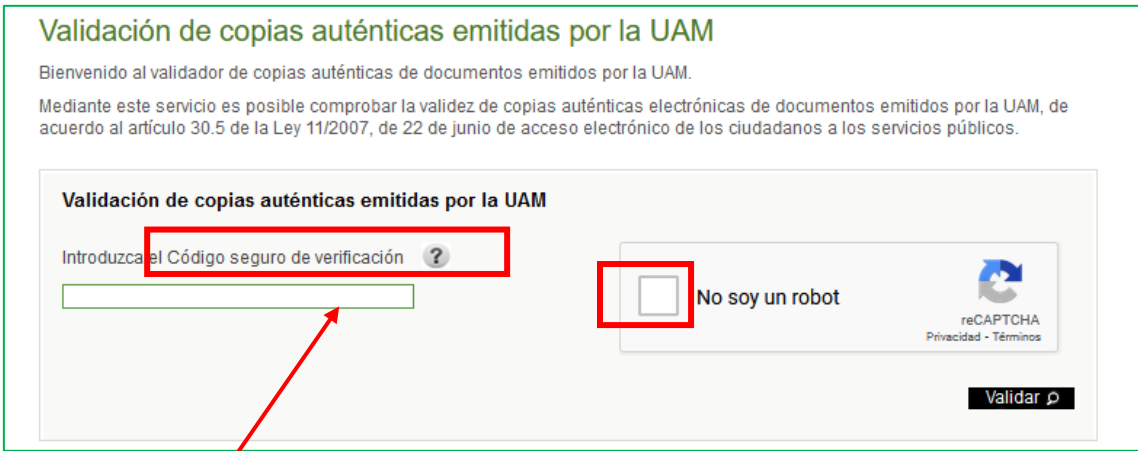 Validación de copias auténticas emitidas por la UAM
Bienvenido al validador de copias auténticas de documentos emitidos por la UAM.
Mediante este servicio es posible comprobar la validez de copias auténticas electrónicas de documentos emitidos por la UAM, de
acuerdo al artículo 30.5 de la Ley 11/2007, de 22 de junio de acceso electrónico de los ciudadanos a los servicios públicos.
Validación de copias auténticas emitidas por la UAM
Introduzca el Código seguro de verificación ?
No soy un robot
reCAPTCHA
Privacidad - Términos
Validar